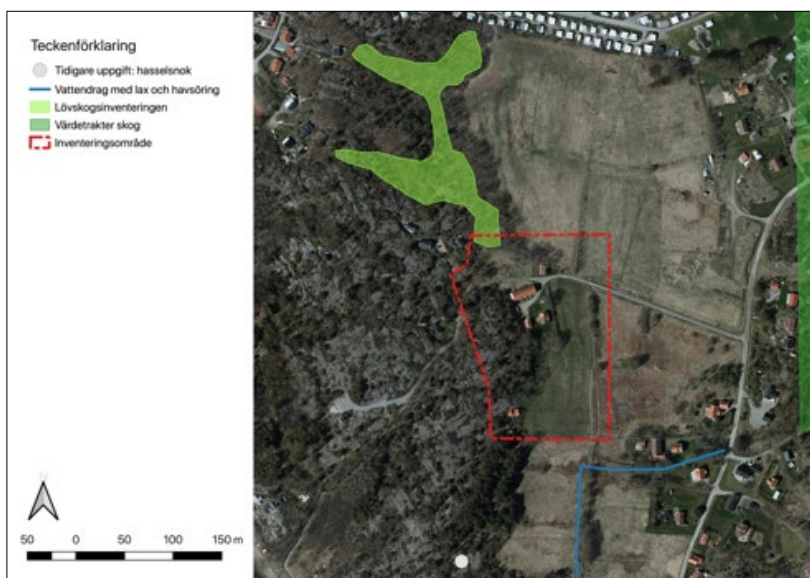 Teckenförklaring
Tidigare uppgift: hasselsnok
Vattendrag med lax och havsöring
Lövskogsinventeringen
Värdetrakter skog
Inventeringsområde
N
50 0 50 100 150 m